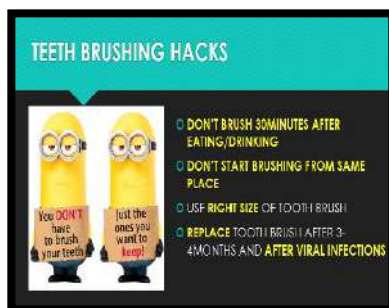 TEETH BRUSHING HACKS
You DON'T
have
to brush
your teeth
Just the
ones you
want to
keep!
DON'T BRUSH 30MINUTES AFTER
EATING/DRINKING
DON'T START BRUSHING FROM SAME
PLACE
USE RIGHT SIZE OF TOOTH BRUSH
REPLACE TOOTH BRUSH AFTER 3-
4MONTHS AND AFTER VIRAL INFECTIONS